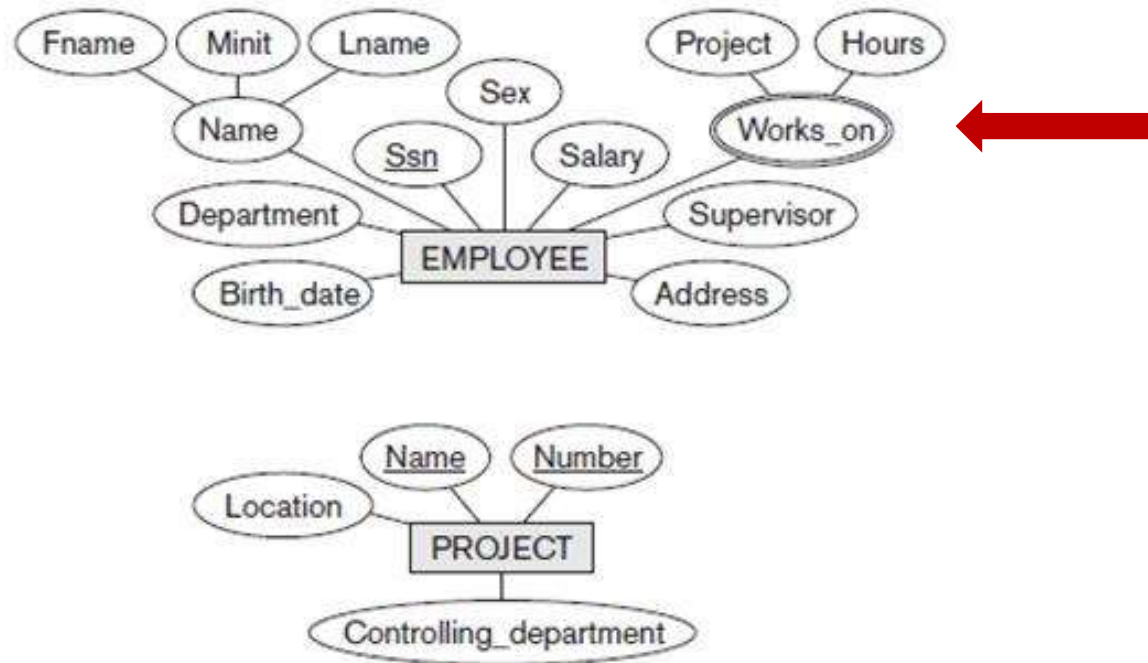 Fname Minit Lname Project Hours
Sex
Name Works_on
Ssn Salary
Department Supervisor
EMPLOYEE
Birth_date Address
Name Number
Location
PROJECT
Controlling_department